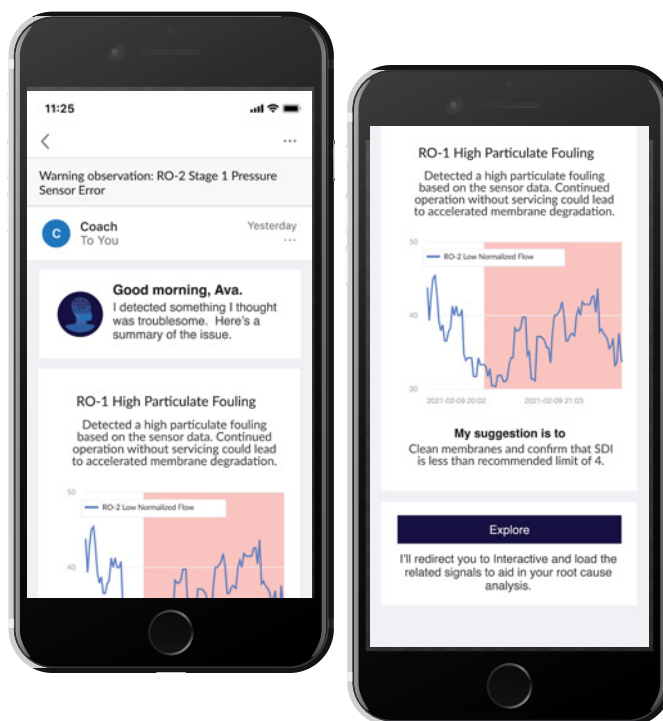 11:25
Warning observation: RO-2 Stage 1 Pressure
Sensor Error
C
Coach
To You
Yesterday
Good morning, Ava.
I detected something I thought
was troublesome. Here's a
summary of the issue.
RO-1 High Particulate Fouling
Detected a high particulate fouling
based on the sensor data. Continued
operation without servicing could lead
to accelerated membrane degradation.
50
RO-2 Low Normalized Flow
40
RO-1 High Particulate Fouling
Detected a high particulate fouling
based on the sensor data. Continued
operation without servicing could lead
to accelerated membrane degradation.
50
RO-2 Low Normalized Flow
40
30
2021-02-09 20:02
2021-02-09 21:03
My suggestion is to
Clean membranes and confirm that SDI
is less than recommended limit of 4.
Explore
I'll redirect you to Interactive and load the
related signals to aid in your root cause
analysis.